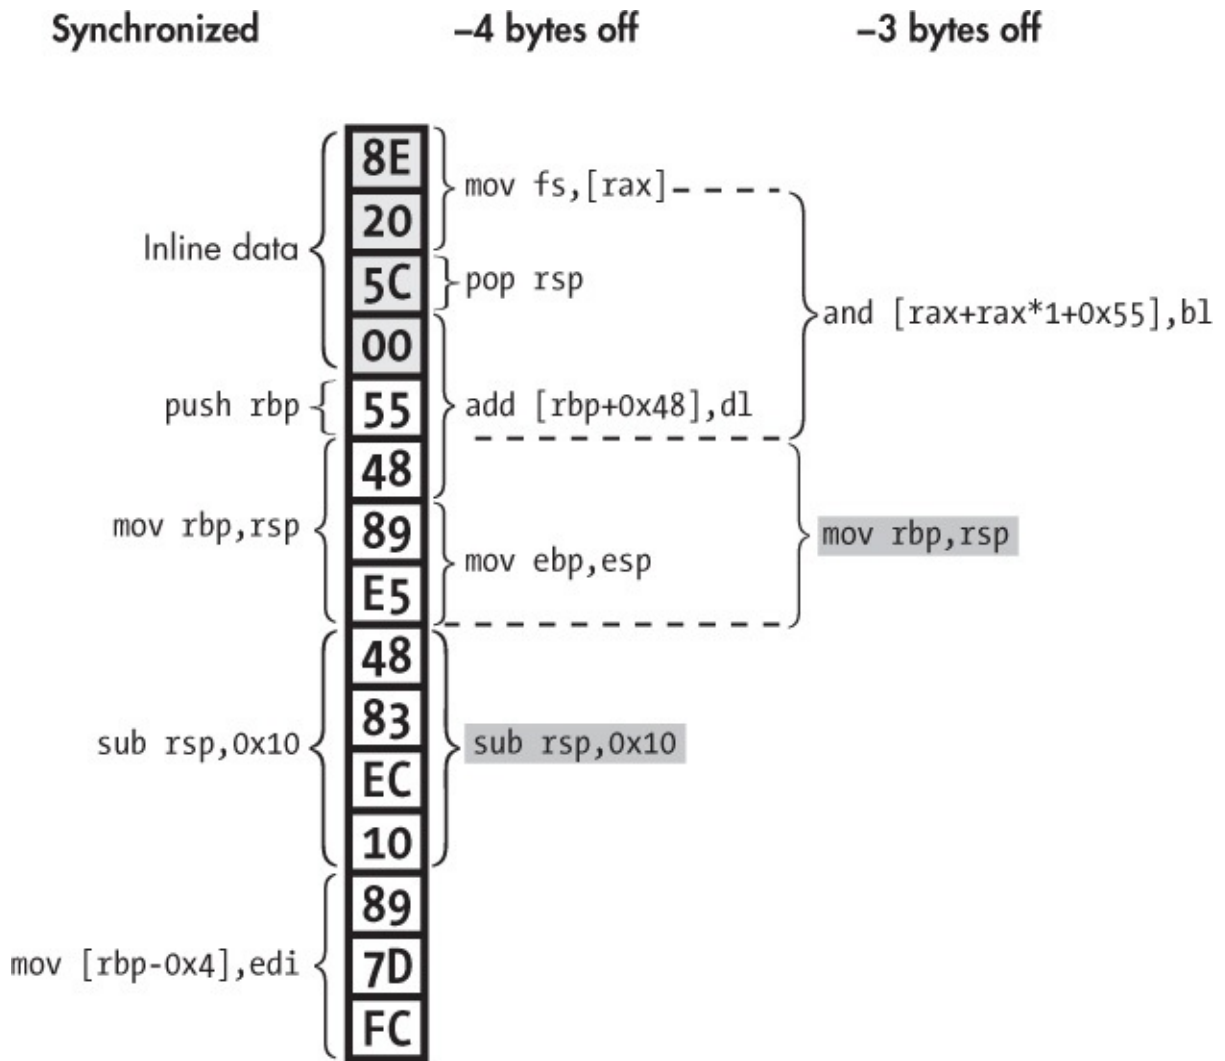 Synchronized
–4 bytes off
–3 bytes off
8E
mov fs,[rax]
20
Inline data
5C
pop rsp
and [rax+rax*1+0x55],bl
00
push rbp
55
add [rbp+0x48],dl
48
mov rbp,rsp
89
mov rbp,rsp
mov ebp,esp
E5
48
83
sub rsp,0x10
sub rsp,0x10
EC
10
89
mov [rbp-0x4],edi
7D
FC